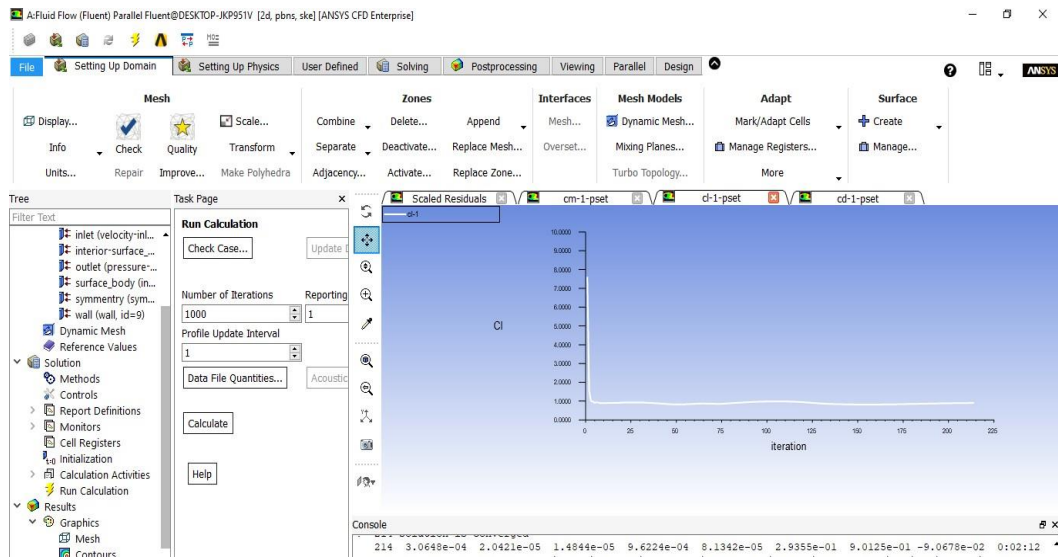 A:Fluid Flow (Fluent) Parallel Fluent@DESKTOP-JKP951V [2d, pbns, ske] [ANSYS CFD Enterprise]
File Setting Up Domain Setting Up Physics User Defined Solving Postprocessing Viewing Parallel Design ANSYS
Mesh Zones Interfaces Mesh Models Adapt Surface
Display... Scale... Combine Delete... Append Mesh... Dynamic Mesh... Mark/Adapt Cells Create
Info Check Quality Transform Separate Deactivate... Replace Mesh... Overset... Mixing Planes... Manage Registers... Manage...
Units... Repair Improve... Make Polyhedra Adjacency... Activate... Replace Zone... Turbo Topology... More
Tree
Filter Text
inlet (velocity-inl...
interior-surface_...
outlet (pressure-...
surface_body (in...
symmentry (sym...
wall (wall, id=9)
Dynamic Mesh
Reference Values
Solution
Methods
Controls
Report Definitions
Monitors
Cell Registers
Initialization
Calculation Activities
Run Calculation
Results
Graphics
Mesh
Contours
Task Page
Run Calculation
Check Case...
Number of Iterations Reporting
1000 1
Profile Update Interval
1
Data File Quantities...
Calculate
Help
Scaled Residuals cm-1-pset cl-1-pset cd-1-pset
cl-1
10.0000
9.0000
8.0000
7.0000
6.0000
5.0000
4.0000
3.0000
2.0000
1.0000
0.0000
Cl
0 25 50 75 100 125 150 175 200 225
iteration
Console
214 3.0648e-04 2.0421e-05 1.4844e-05 9.6224e-04 8.1342e-05 2.9355e-01 9.0125e-01 -9.0678e-02 0:02:12